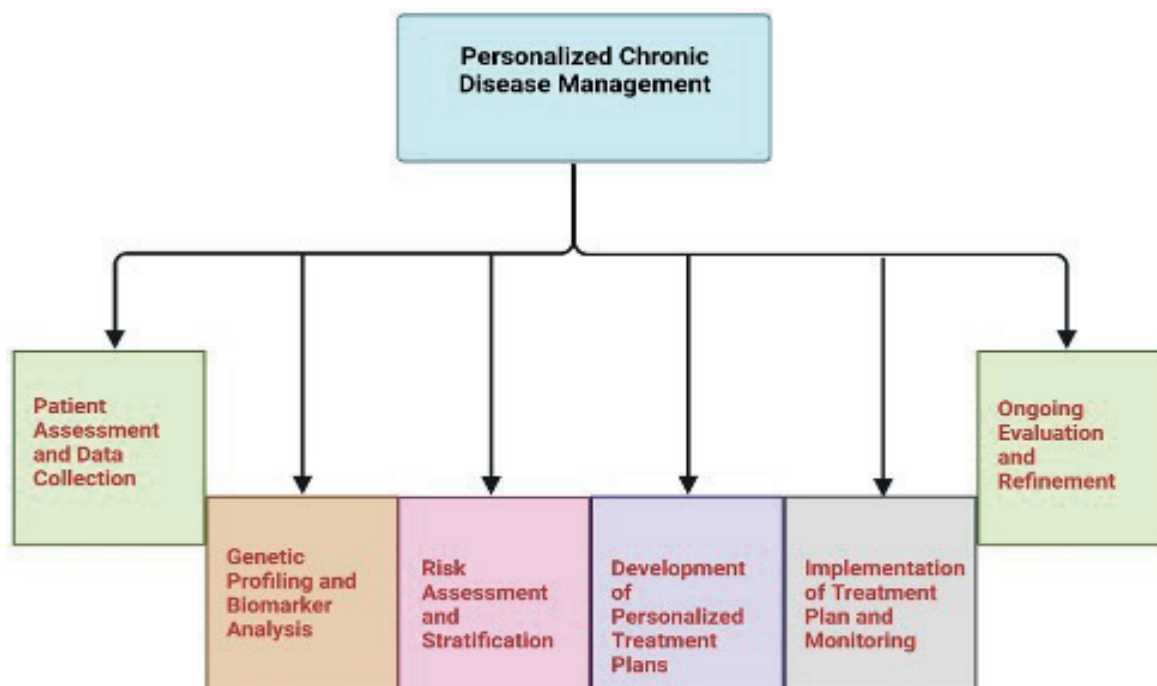 Personalized Chronic
Disease Management
Patient
Assessment
and Data
Collection
Genetic
Profiling and
Biomarker
Analysis
Risk
Assessment
and
Stratification
Development
of
Personalized
Treatment
Plans
Implementation
of Treatment
Plan and
Monitoring
Ongoing
Evaluation
and
Refinement